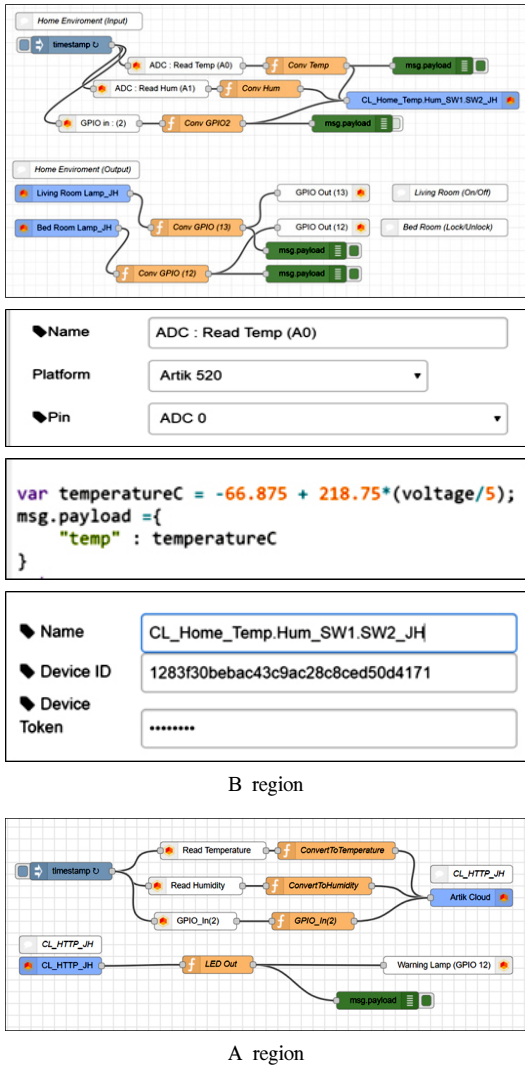 Home Enviroment (Input)
timestamp ↻
ADC : Read Temp (A0)
Conv Temp
msg.payload
ADC : Read Hum (A1)
Conv Hum
CL_Home_Temp.Hum_SW1.SW2_JH
GPIO in : (2)
Conv GPIO2
msg.payload
Home Enviroment (Output)
Living Room Lamp_JH
GPIO Out (13)
Living Room (On/Off)
Bed Room Lamp_JH
Conv GPIO (13)
GPIO Out (12)
Bed Room (Lock/Unlock)
msg.payload
Conv GPIO (12)
msg.payload
Name
ADC : Read Temp (A0)
Platform
Artik 520
Pin
ADC 0
var temperatureC = -66.875 + 218.75*(voltage/5);
msg.payload ={
"temp" : temperatureC
}
Name
CL_Home_Temp.Hum_SW1.SW2_JH
Device ID
1283f30bebac43c9ac28c8ced50d4171
Device
Token
••••••••
B region
Read Temperature
ConvertToTemperature
timestamp ↻
CL_HTTP_JH
Read Humidity
ConvertToHumidity
Artik Cloud
GPIO_In(2)
GPIO_In(2)
CL_HTTP_JH
CL_HTTP_JH
LED Out
Warning Lamp (GPIO 12)
msg.payload
A region